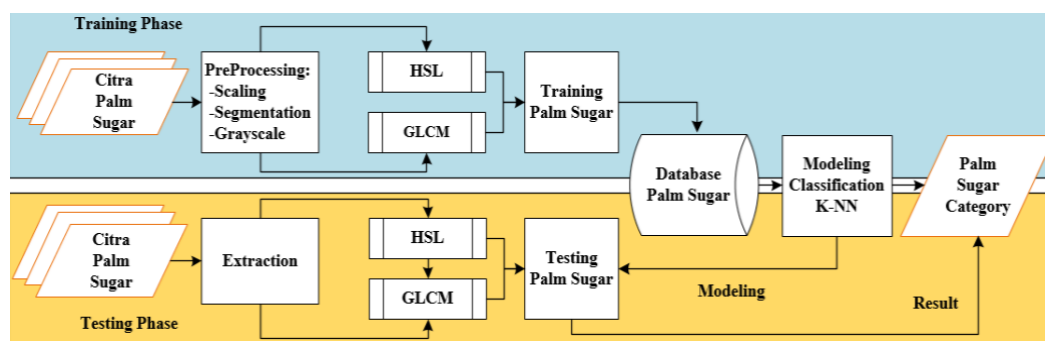 Training Phase
Citra
Palm
Sugar
PreProcessing:
-Scaling
-Segmentation
-Grayscale
HSL
GLCM
Training
Palm Sugar
Database
Palm Sugar
Modeling
Classification
K-NN
Palm
Sugar
Category
Citra
Palm
Sugar
Extraction
HSL
GLCM
Testing
Palm Sugar
Modeling
Result
Testing Phase